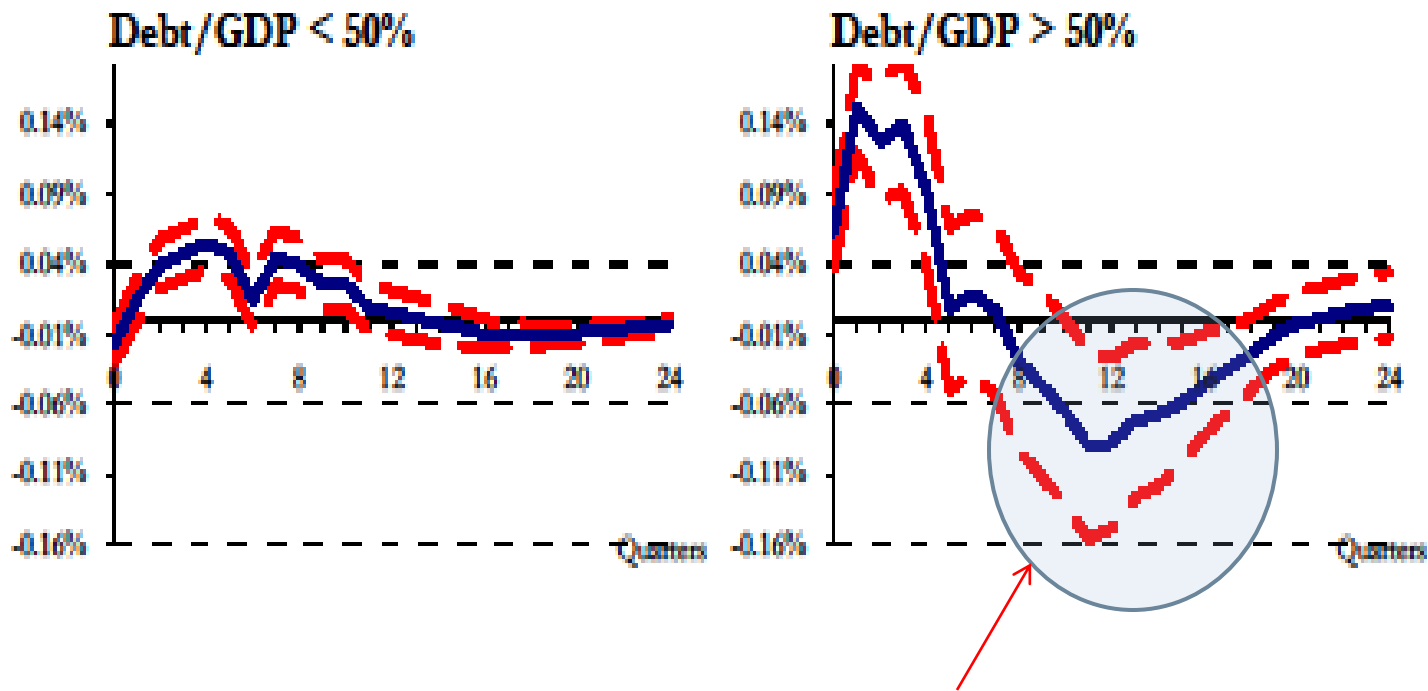 Debt/GDP < 50%
0.14%
0.09%
0.04%
-0.01%
0 4 8 12 16 20 24
-0.06%
-0.11%
-0.16%
Quarters
Debt/GDP > 50%
0.14%
0.09%
0.04%
-0.01%
0 4 8 12 16 20 24
-0.06%
-0.11%
-0.16%
Quarters